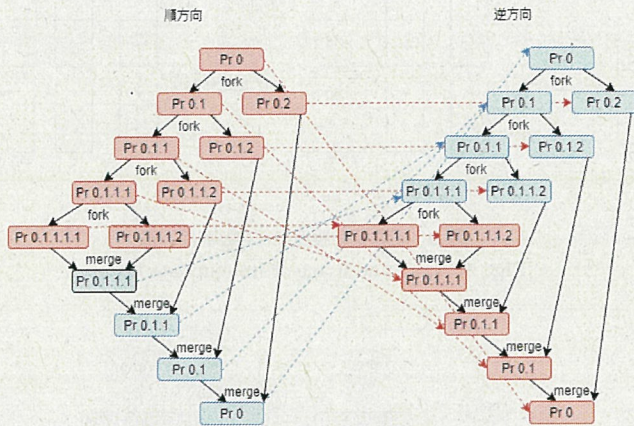 順方向
逆方向
Pr 0
fork
Pr 0.1
Pr 0.2
fork
Pr 0.1.1
Pr 0.1.2
fork
Pr 0.1.1.1
Pr 0.1.1.2
fork
Pr 0.1.1.1.1
Pr 0.1.1.1.2
merge
Pr 0.1.1.1
merge
Pr 0.1.1
merge
Pr 0.1
merge
Pr 0
Pr 0
fork
Pr 0.1
Pr 0.2
fork
Pr 0.1.1
Pr 0.1.2
fork
Pr 0.1.1.1
Pr 0.1.1.2
fork
Pr 0.1.1.1.1
Pr 0.1.1.1.2
merge
Pr 0.1.1.1
merge
Pr 0.1.1
merge
Pr 0.1
merge
Pr 0